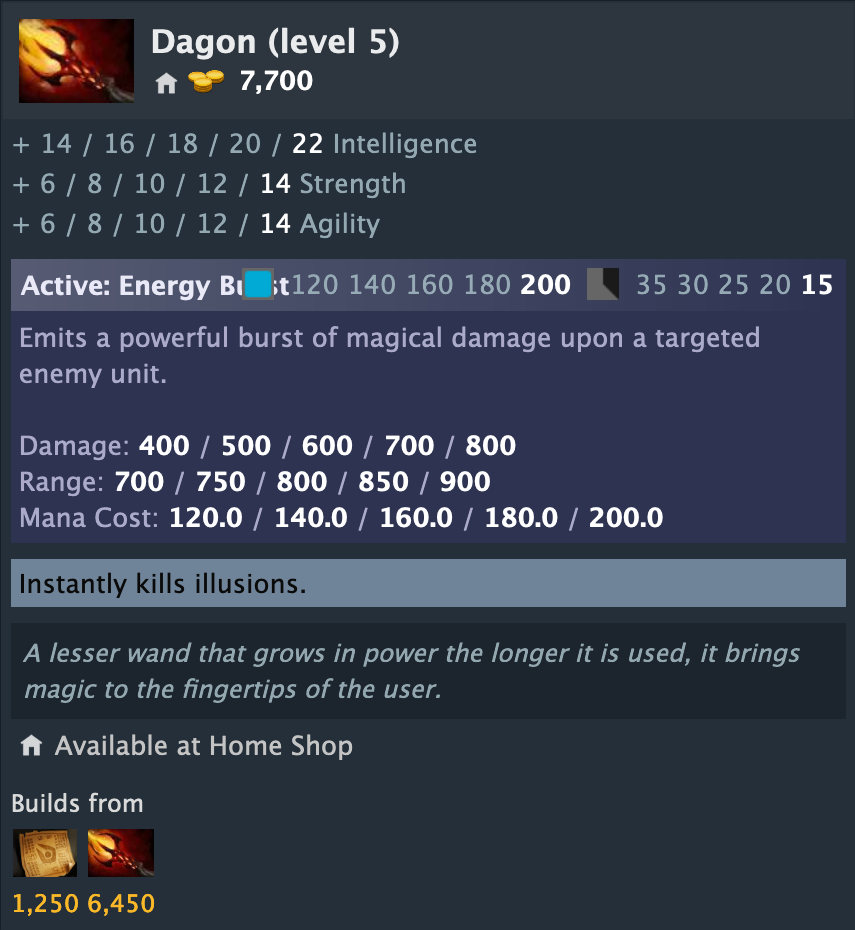 Dagon (level 5)
7,700
+ 14 / 16 / 18 / 20 / 22 Intelligence
+ 6 / 8 / 10 / 12 / 14 Strength
+ 6 / 8 / 10 / 12 / 14 Agility
Active: Energy 120 140 160 180 200 35 30 25 20 15
Emits a powerful burst of magical damage upon a targeted
enemy unit.
Damage: 400 / 500 / 600 / 700 / 800
Range: 700 / 750 / 800 / 850 / 900
Mana Cost: 120.0 / 140.0 / 160.0 / 180.0 / 200.0
Instantly kills illusions.
A lesser wand that grows in power the longer it is used, it brings
magic to the fingertips of the user.
Available at Home Shop
Builds from
1,250 6,450